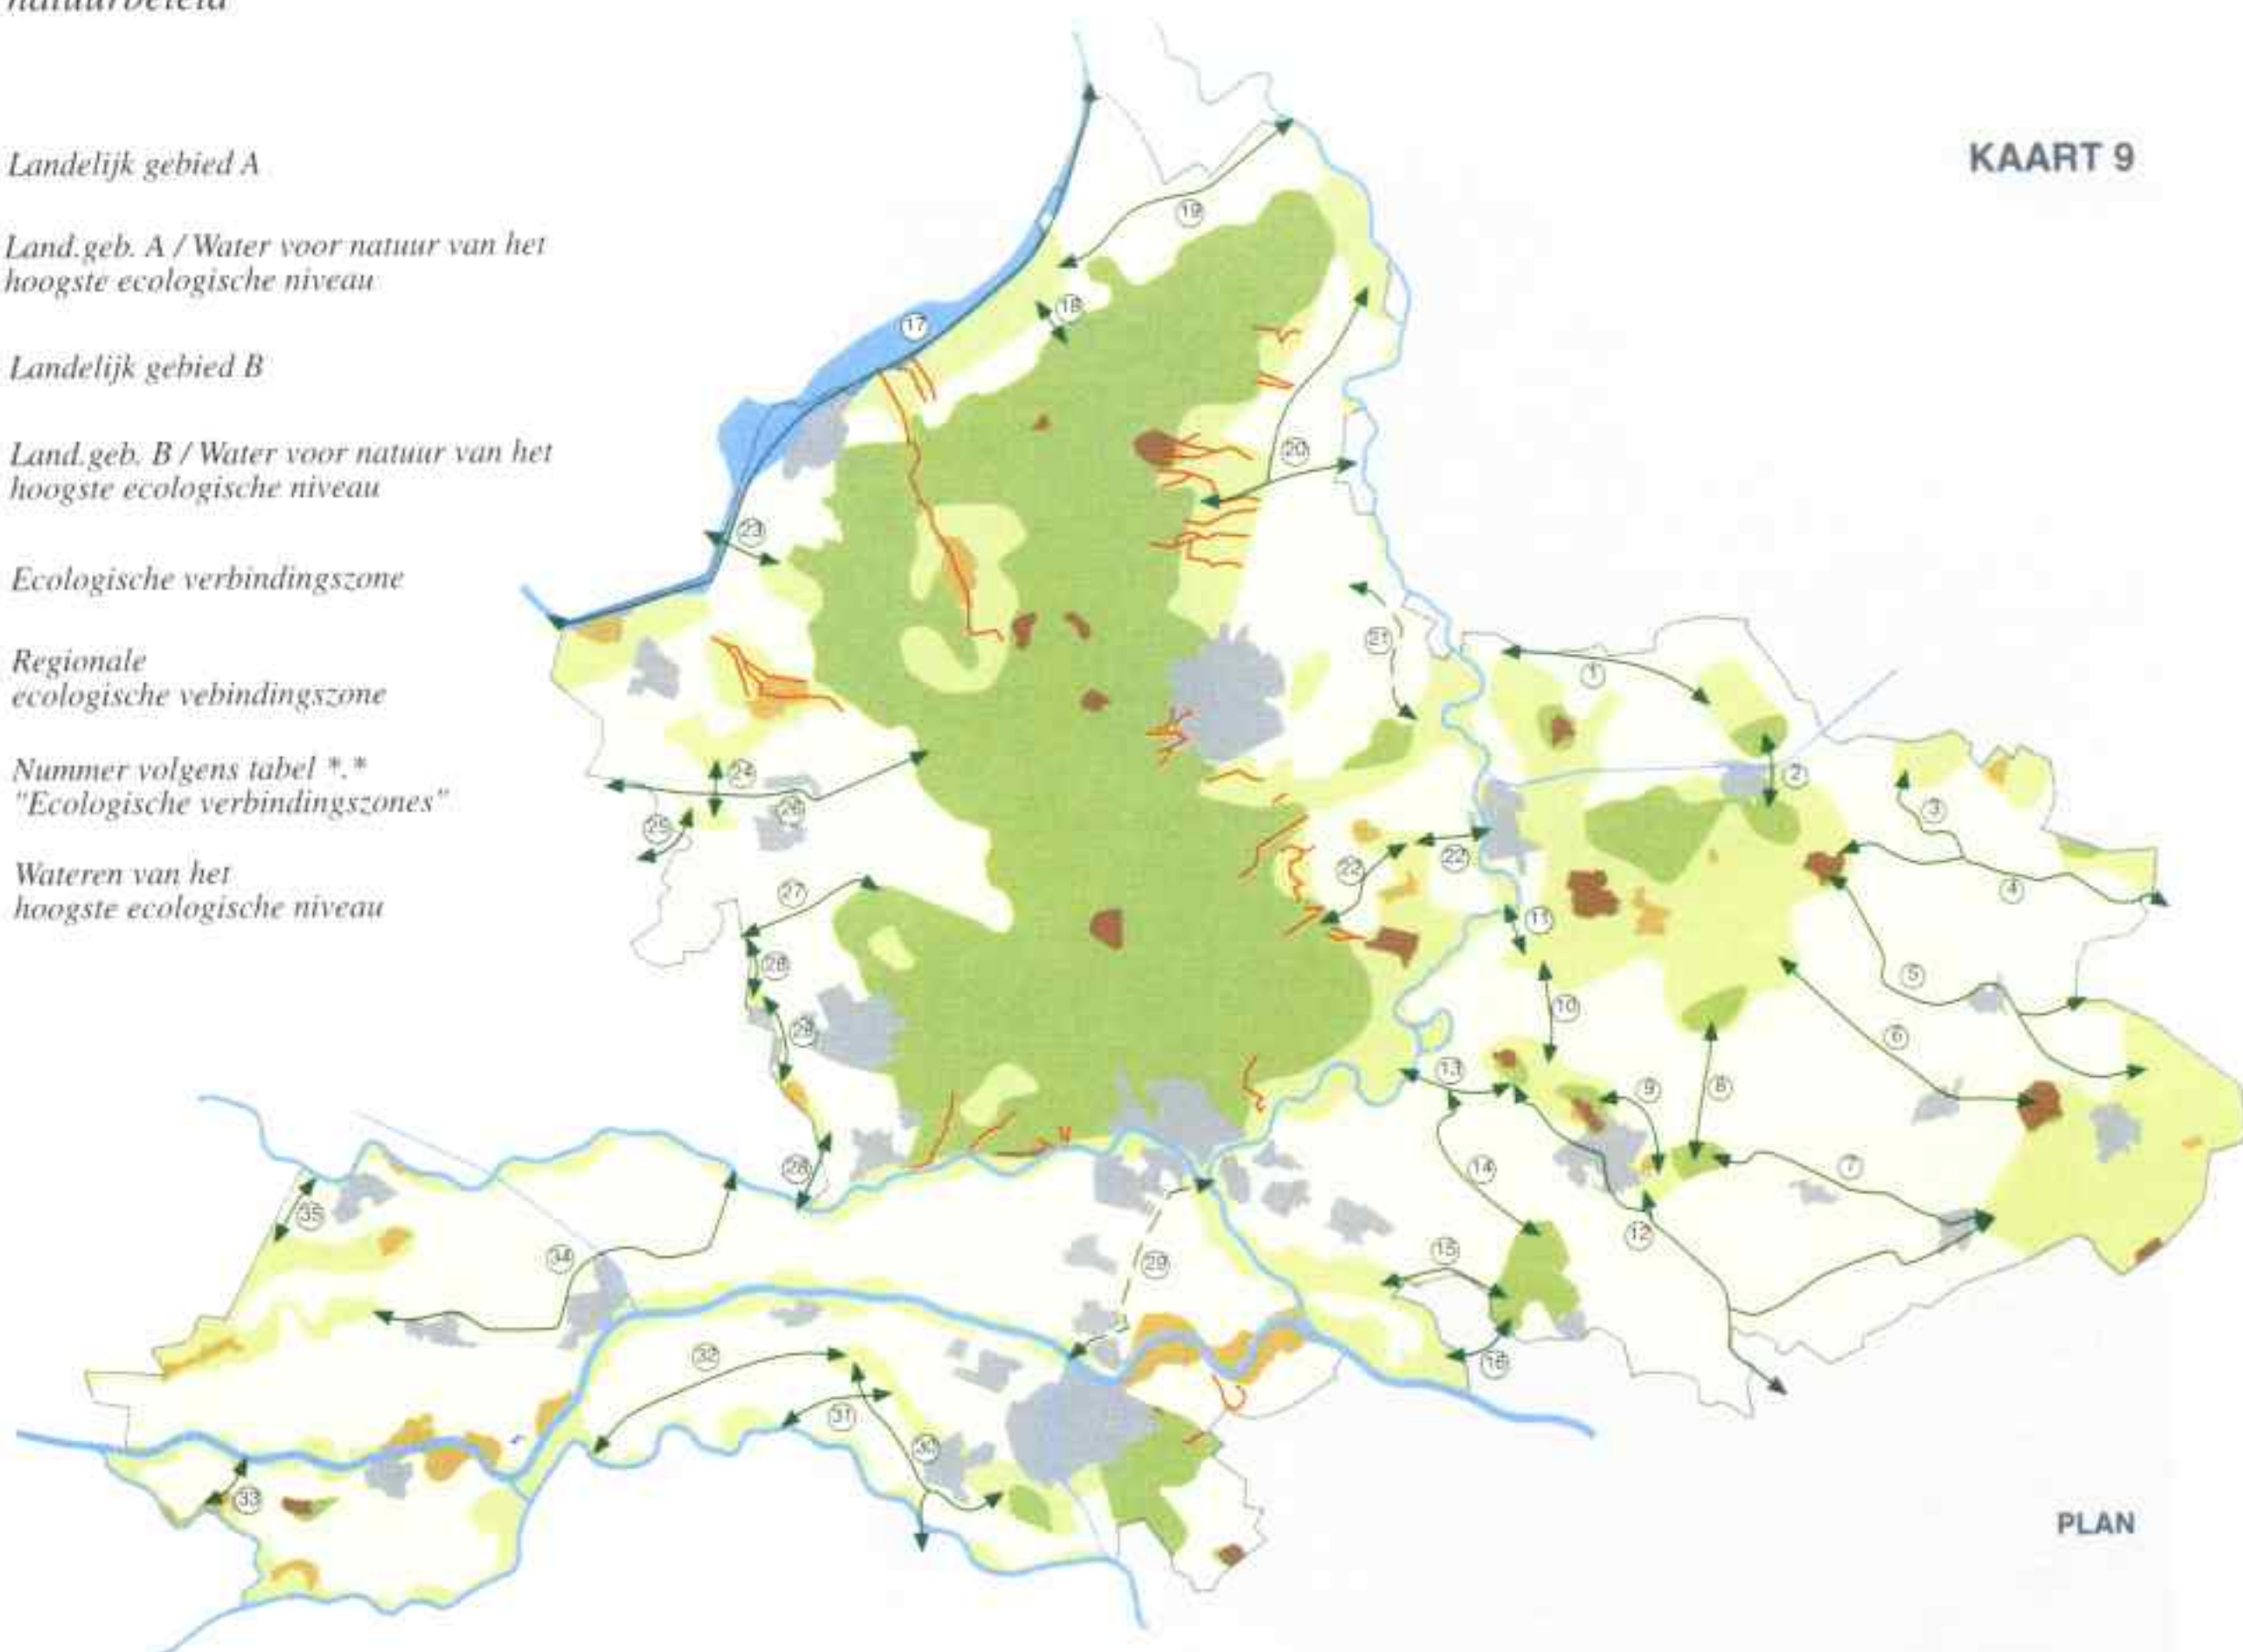 natuurbeleid
KAART 9
Landelijk gebied A
Land.geb. A / Water voor natuur van het
hoogste ecologische niveau
Landelijk gebied B
Land.geb. B / Water voor natuur van het
hoogste ecologische niveau
Ecologische verbindingszone
Regionale
ecologische vebindingszone
Nummer volgens tabel *.*
"Ecologische verbindingszones"
Wateren van het
hoogste ecologische niveau
19
18
17
20
23
21
1
2
24
26
25
3
22
22
4
27
11
28
5
10
28
6
13
9
8
14
7
28
35
12
34
29
15
16
32
31
30
33
PLAN